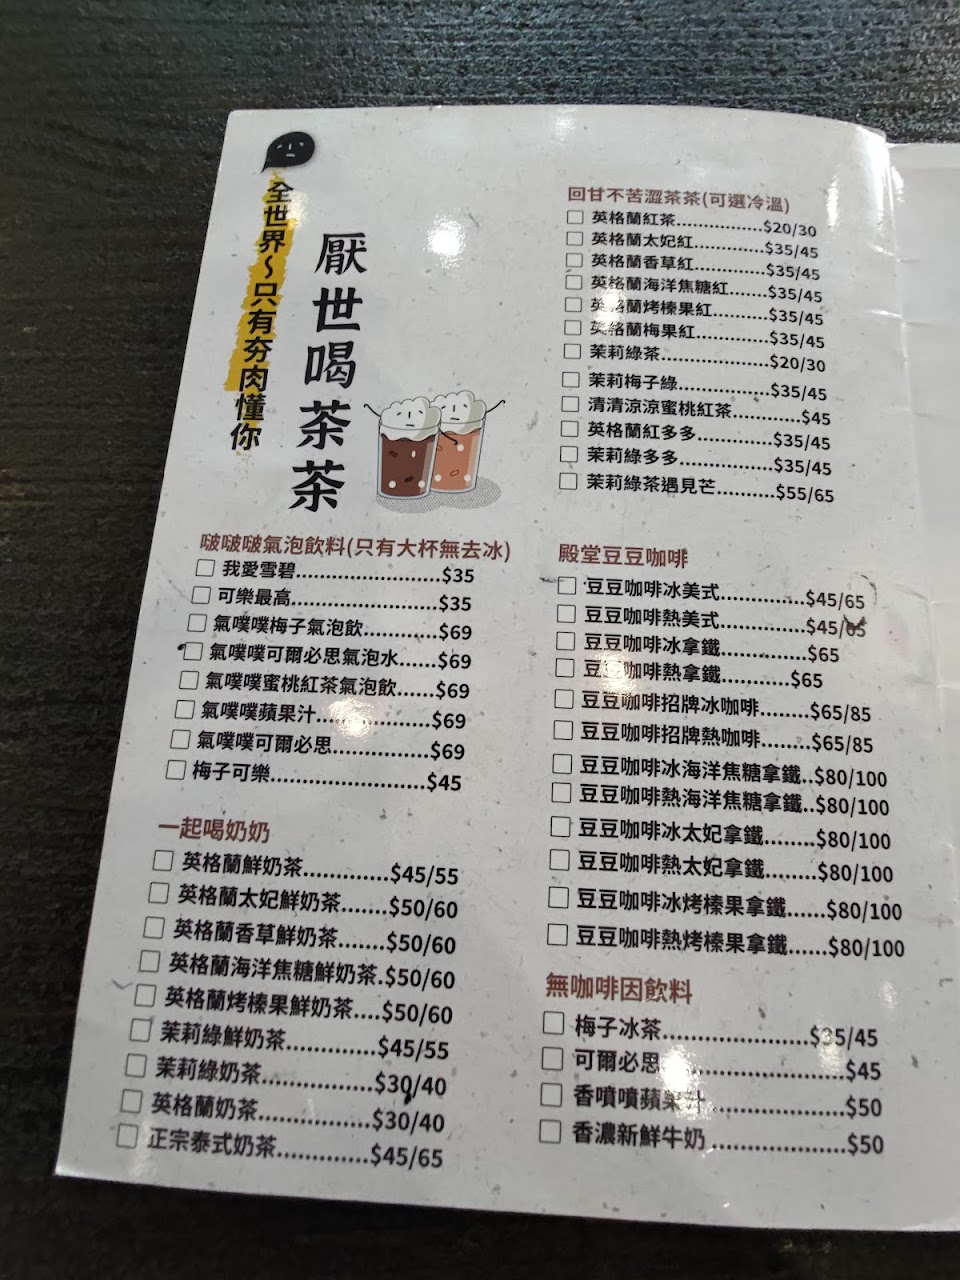 全世界～只有夯肉懂你
厭世喝茶茶
回甘不苦澀茶茶(可選冷溫)
英格蘭紅茶................$20/30
英格蘭太妃紅.............$35/45
英格蘭香草紅.............$35/45
英格蘭海洋焦糖紅.......$35/45
英格蘭烤榛果紅..........$35/45
英格蘭梅果紅.............$35/45
茉莉綠茶...................$20/30
茉莉梅子綠................$35/45
清清涼涼蜜桃紅茶.............$45
英格蘭紅多多.............$35/45
茉莉綠多多................$35/45
茉莉綠茶遇見芒..........$55/65
啵啵啵氣泡飲料(只有大杯無去冰)
我愛雪碧........................$35
可樂最高........................$35
氣噗噗梅子氣泡飲............$69
氣噗噗可爾必思氣泡水......$69
氣噗噗蜜桃紅茶氣泡飲......$69
氣噗噗蘋果汁...................$69
氣噗噗可爾必思................$69
梅子可樂.........................$45
殿堂豆豆咖啡
豆豆咖啡冰美式..............$45/65
豆豆咖啡熱美式..............$45/65
豆豆咖啡冰拿鐵..............$65
豆豆咖啡熱拿鐵...........$65
豆豆咖啡招牌冰咖啡........$65/85
豆豆咖啡招牌熱咖啡........$65/85
豆豆咖啡冰海洋焦糖拿鐵..$80/100
豆豆咖啡熱海洋焦糖拿鐵..$80/100
豆豆咖啡冰太妃拿鐵........$80/100
豆豆咖啡熱太妃拿鐵........$80/100
豆豆咖啡冰烤榛果拿鐵......$80/100
豆豆咖啡熱烤榛果拿鐵......$80/100
一起喝奶奶
英格蘭鮮奶茶.............$45/55
英格蘭太妃鮮奶茶.......$50/60
英格蘭香草鮮奶茶.......$50/60
英格蘭海洋焦糖鮮奶茶.$50/60
英格蘭烤榛果鮮奶茶....$50/60
茉莉綠鮮奶茶.............$45/55
茉莉綠奶茶................$30/40
英格蘭奶茶................$30/40
正宗泰式奶茶.............$45/65
無咖啡因飲料
梅子冰茶...................$35/45
可爾必思......................$45
香噴噴蘋果汁...................$50
香濃新鮮牛奶...................$50